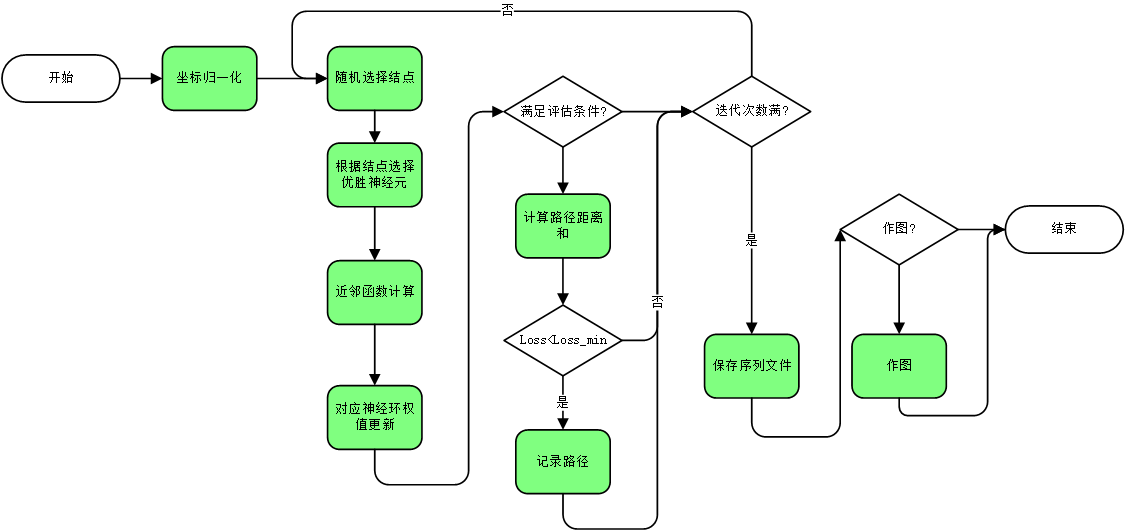 否
开始
坐标归一化
随机选择结点
根据结点选择
优胜神经元
近邻函数计算
对应神经环权
值更新
满足评估条件?
计算路径距离
和
Loss<Loss_min
否
是
记录路径
迭代次数满?
是
保存序列文件
作图?
作图
结束